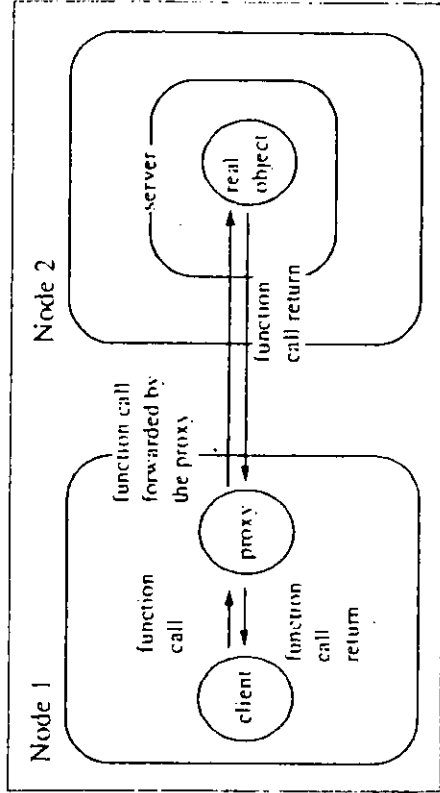 Node 1
client
function
call
function
call
return
proxy
function call
forwarded by
the proxy
Node 2
function
call return
server
real
object